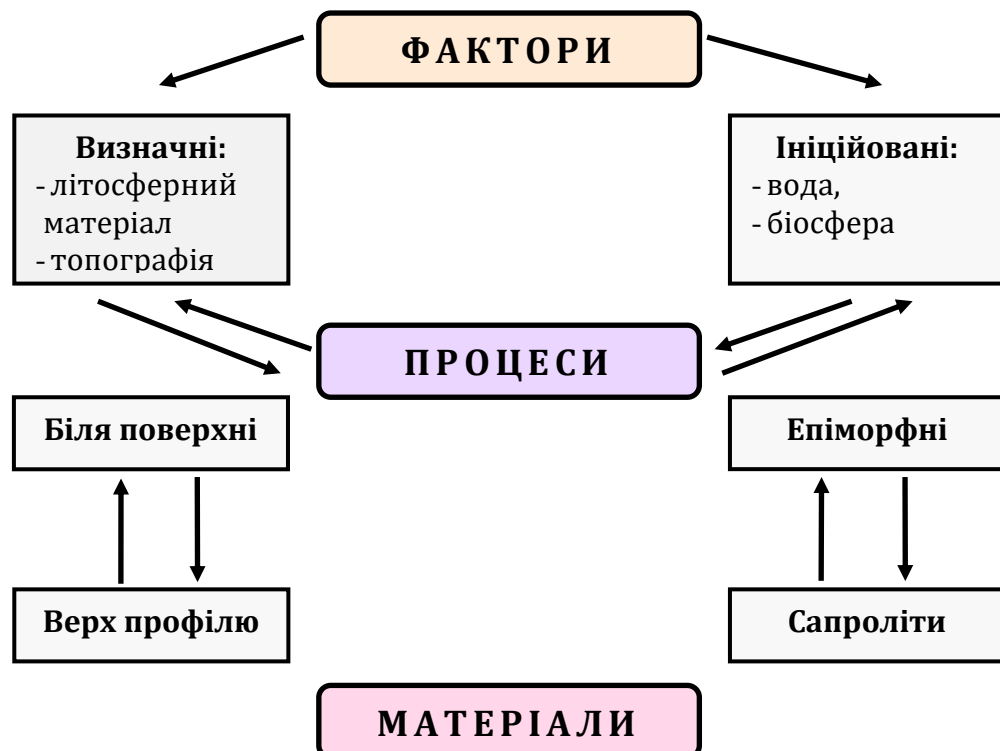 ФАКТОРИ
Визначні:
- літосферний
матеріал
- топографія
Ініційовані:
- вода,
- біосфера
ПРОЦЕСИ
Біля поверхні
Епіморфні
Верх профілю
Сапроліти
МАТЕРІАЛИ